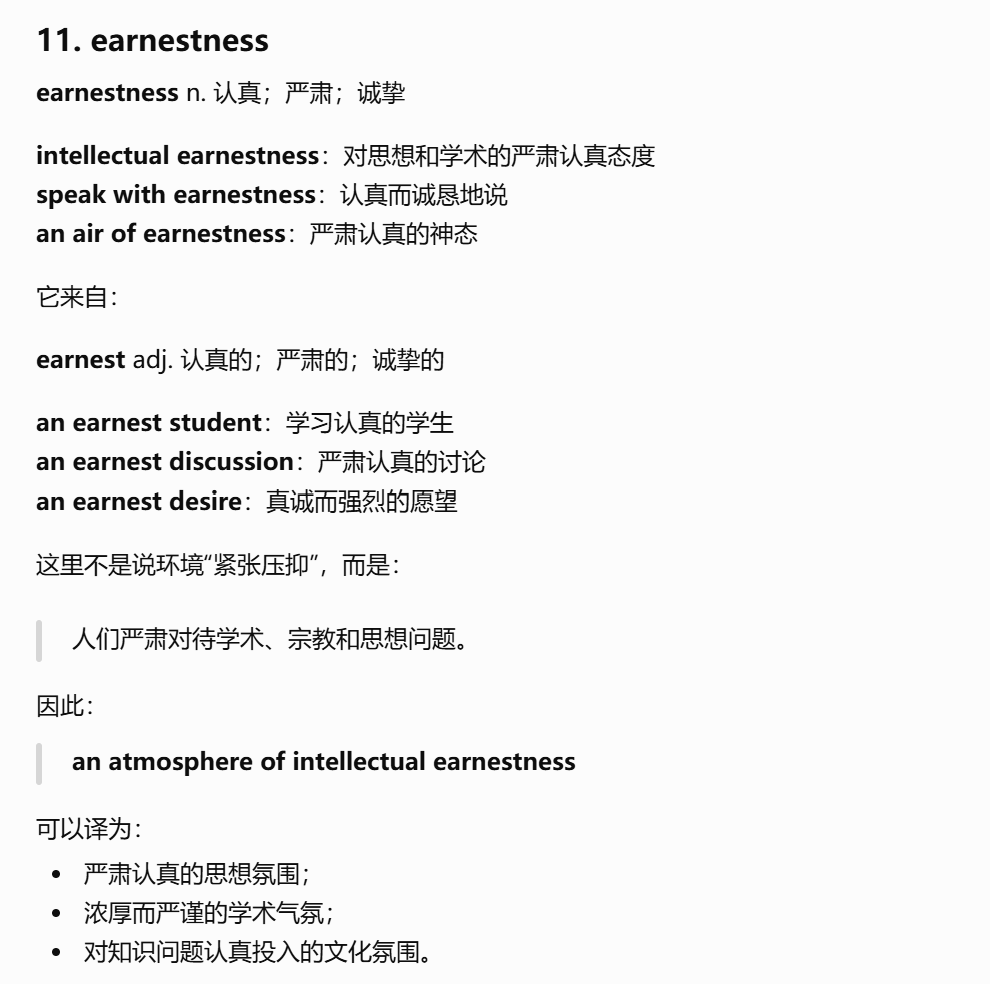 11. earnestness
earnestness n. 认真；严肃；诚挚
intellectual earnestness：对思想和学术的严肃认真态度
speak with earnestness：认真而诚恳地说
an air of earnestness：严肃认真的神态
它来自：
earnest adj. 认真的；严肃的；诚挚的
an earnest student：学习认真的学生
an earnest discussion：严肃认真的讨论
an earnest desire：真诚而强烈的愿望
这里不是说环境“紧张压抑”，而是：
人们严肃对待学术、宗教和思想问题。
因此：
an atmosphere of intellectual earnestness
可以译为：
• 严肃认真的思想氛围；
• 浓厚而严谨的学术气氛；
• 对知识问题认真投入的文化氛围。